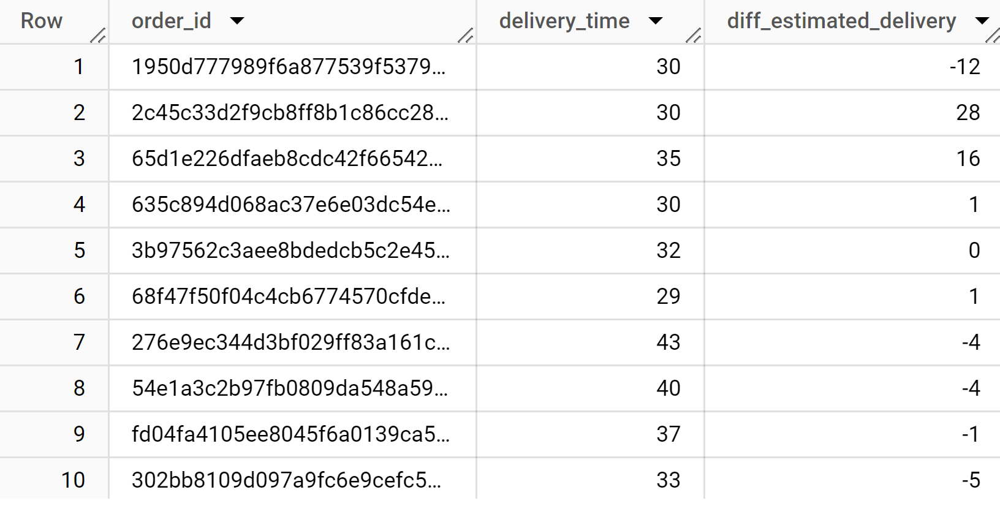 Row order_id delivery_time diff_estimated_delivery
1 1950d777989f6a877539f5379... 30 -12
2 2c45c33d2f9cb8ff8b1c86cc28... 30 28
3 65d1e226dfaeb8cdc42f66542... 35 16
4 635c894d068ac37e6e03dc54e... 30 1
5 3b97562c3aee8bdedcb5c2e45... 32 0
6 68f47f50f04c4cb6774570cfde... 29 1
7 276e9ec344d3bf029ff83a161c... 43 -4
8 54e1a3c2b97fb0809da548a59... 40 -4
9 fd04fa4105ee8045f6a0139ca5... 37 -1
10 302bb8109d097a9fc6e9cefc5... 33 -5